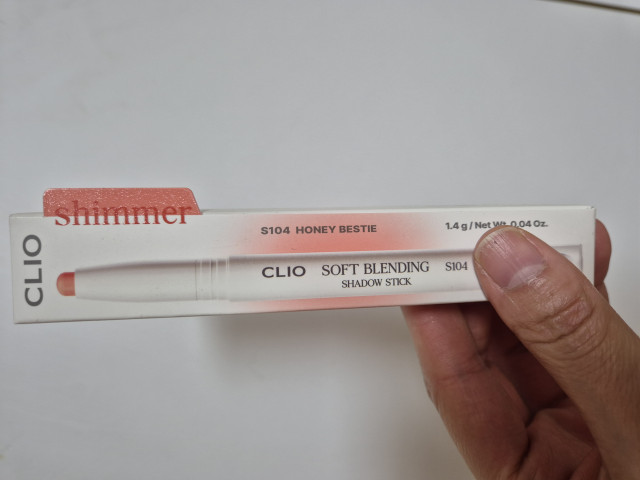 shimmer
S104 HONEY BESTIE
1.4 g / Net Wt. 0.04 Oz.
CLIO
CLIO SOFT BLENDING S104
SHADOW STICK